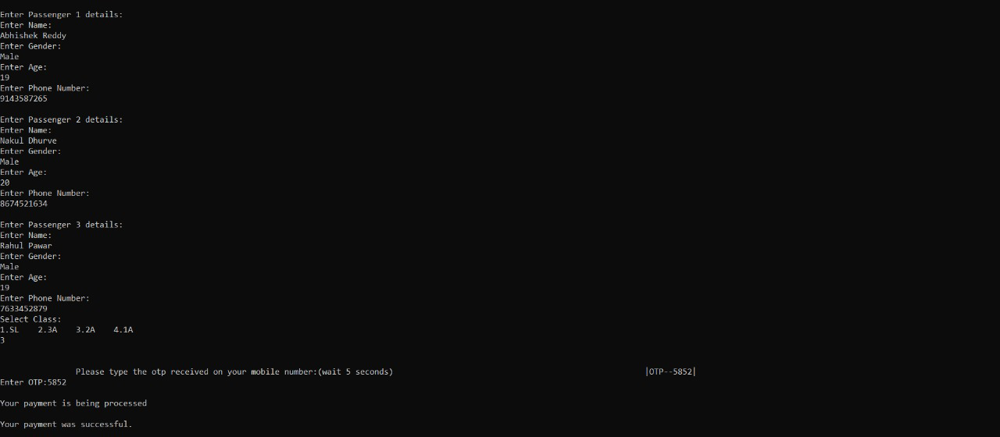 Enter Passenger 1 details:
Enter Name:
Abhishek Reddy
Enter Gender:
Male
Enter Age:
19
Enter Phone Number:
9143587265
Enter Passenger 2 details:
Enter Name:
Nakul Dhurve
Enter Gender:
Male
Enter Age:
20
Enter Phone Number:
8674521634
Enter Passenger 3 details:
Enter Name:
Rahul Pawar
Enter Gender:
Male
Enter Age:
19
Enter Phone Number:
7633452879
Select Class:
1.SL    2.3A    3.2A    4.1A
3
Please type the otp received on your mobile number:(wait 5 seconds) |OTP--5852|
Enter OTP:5852
Your payment is being processed
Your payment was successful.